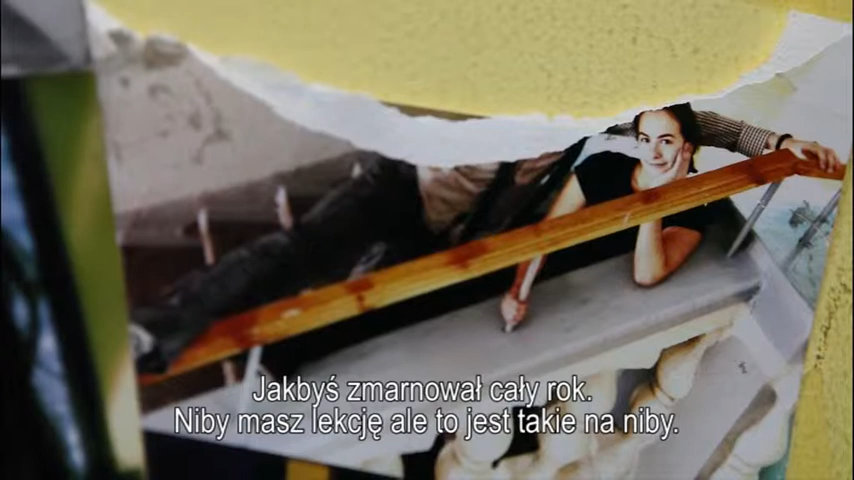 Jakbyś zmarnował cały rok.
Niby masz lekcję ale to jest takie na niby.